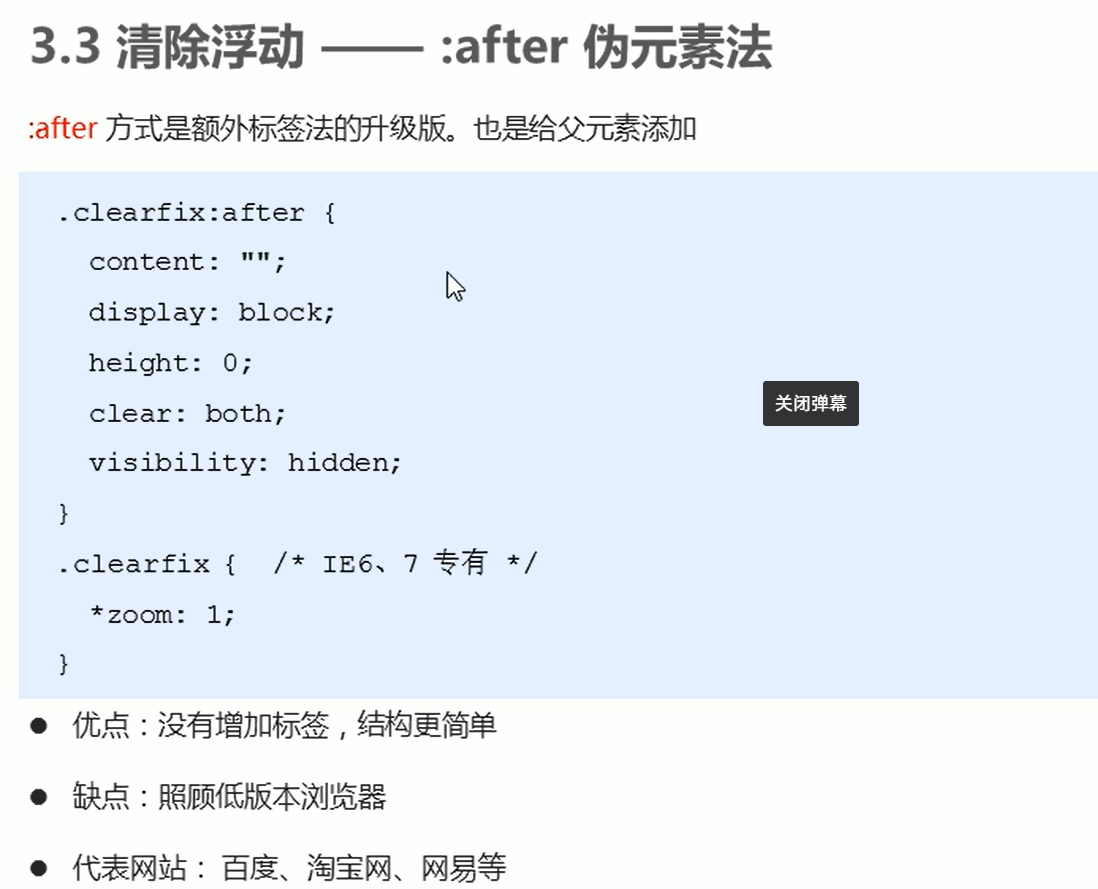 3.3 清除浮动 —— :after 伪元素法
:after 方式是额外标签法的升级版。也是给父元素添加
.clearfix:after {
content: "";
display: block;
height: 0;
clear: both;
visibility: hidden;
}
.clearfix { /* IE6、7 专有 */
*zoom: 1;
}
关闭弹幕
● 优点：没有增加标签，结构更简单
● 缺点：照顾低版本浏览器
● 代表网站： 百度、淘宝网、网易等